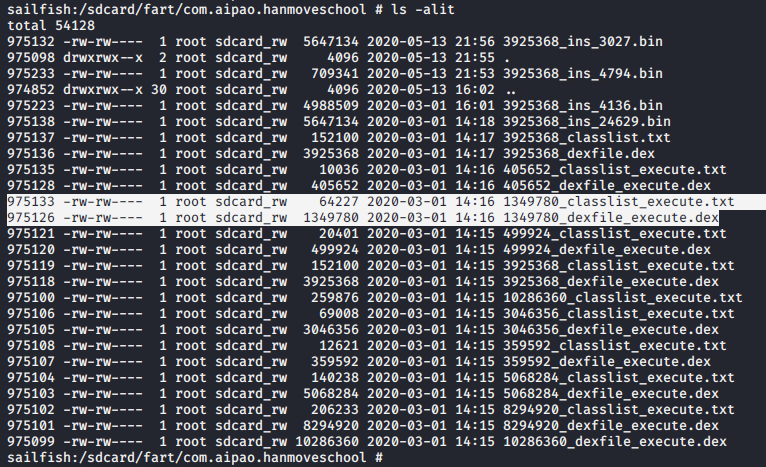 sailfish:/sdcard/fart/com.aipao.hanmoveschool # ls -alit
total 54128
975132 -rw-rw----  1 root sdcard_rw  5647134 2020-05-13 21:56 3925368_ins_3027.bin
975098 drwxrwx--x  2 root sdcard_rw     4096 2020-05-13 21:55 .
975233 -rw-rw----  1 root sdcard_rw   709341 2020-05-13 21:53 3925368_ins_4794.bin
974852 drwxrwx--x 30 root sdcard_rw     4096 2020-05-13 16:02 ..
975223 -rw-rw----  1 root sdcard_rw  4988509 2020-03-01 16:01 3925368_ins_4136.bin
975138 -rw-rw----  1 root sdcard_rw  5647134 2020-03-01 14:18 3925368_ins_24629.bin
975137 -rw-rw----  1 root sdcard_rw   152100 2020-03-01 14:17 3925368_classlist.txt
975136 -rw-rw----  1 root sdcard_rw  3925368 2020-03-01 14:17 3925368_dexfile.dex
975135 -rw-rw----  1 root sdcard_rw    10036 2020-03-01 14:16 405652_classlist_execute.txt
975128 -rw-rw----  1 root sdcard_rw   405652 2020-03-01 14:16 405652_dexfile_execute.dex
975133 -rw-rw----  1 root sdcard_rw    64227 2020-03-01 14:16 1349780_classlist_execute.txt
975126 -rw-rw----  1 root sdcard_rw  1349780 2020-03-01 14:16 1349780_dexfile_execute.dex
975121 -rw-rw----  1 root sdcard_rw    20401 2020-03-01 14:15 499924_classlist_execute.txt
975120 -rw-rw----  1 root sdcard_rw   499924 2020-03-01 14:15 499924_dexfile_execute.dex
975119 -rw-rw----  1 root sdcard_rw   152100 2020-03-01 14:15 3925368_classlist_execute.txt
975118 -rw-rw----  1 root sdcard_rw  3925368 2020-03-01 14:15 3925368_dexfile_execute.dex
975100 -rw-rw----  1 root sdcard_rw   259876 2020-03-01 14:15 10286360_classlist_execute.txt
975106 -rw-rw----  1 root sdcard_rw    69008 2020-03-01 14:15 3046356_classlist_execute.txt
975105 -rw-rw----  1 root sdcard_rw  3046356 2020-03-01 14:15 3046356_dexfile_execute.dex
975108 -rw-rw----  1 root sdcard_rw    12621 2020-03-01 14:15 359592_classlist_execute.txt
975107 -rw-rw----  1 root sdcard_rw   359592 2020-03-01 14:15 359592_dexfile_execute.dex
975104 -rw-rw----  1 root sdcard_rw   140238 2020-03-01 14:15 5068284_classlist_execute.txt
975103 -rw-rw----  1 root sdcard_rw  5068284 2020-03-01 14:15 5068284_dexfile_execute.dex
975102 -rw-rw----  1 root sdcard_rw   206233 2020-03-01 14:15 8294920_classlist_execute.txt
975101 -rw-rw----  1 root sdcard_rw  8294920 2020-03-01 14:15 8294920_dexfile_execute.dex
975099 -rw-rw----  1 root sdcard_rw 10286360 2020-03-01 14:15 10286360_dexfile_execute.dex
sailfish:/sdcard/fart/com.aipao.hanmoveschool #